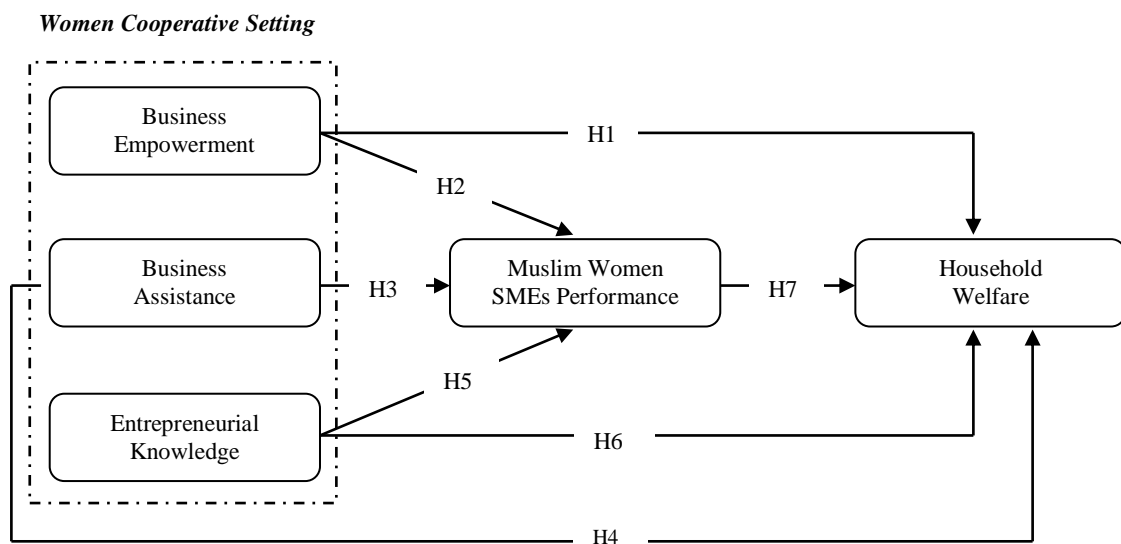 Women Cooperative Setting
Business
Empowerment
H1
H2
Business
Assistance
H3
Muslim Women
SMEs Performance
H7
Household
Welfare
H5
Entrepreneurial
Knowledge
H6
H4